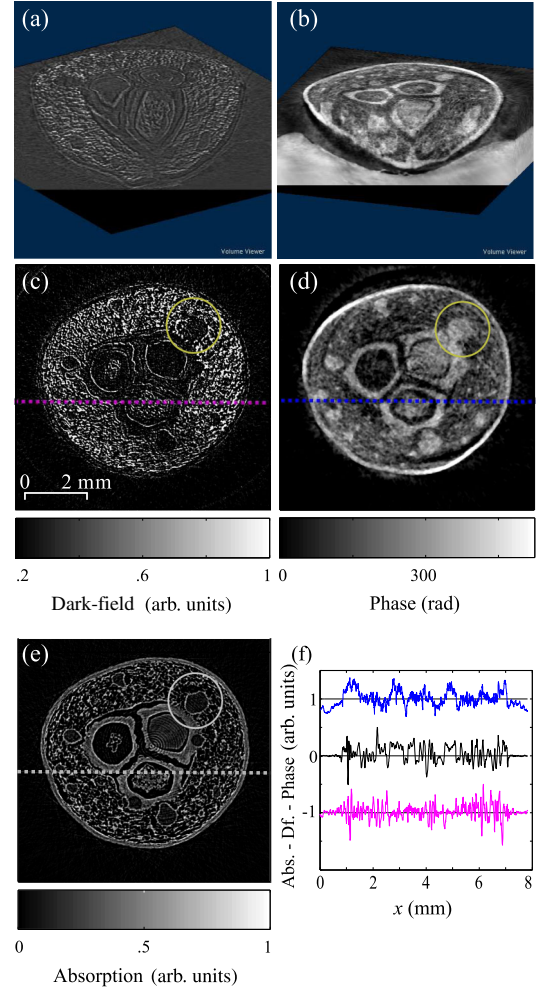 (a)
(b)
Volume Viewer
Volume Viewer
(c)
(d)
0 2 mm
.2 .6 1
0 300
Dark-field (arb. units)
Phase (rad)
(e)
(f)
Abs. - Df. - Phase (arb. units)
1
0
-1
0 2 4 6 8
x (mm)
0 .5 1
Absorption (arb. units)